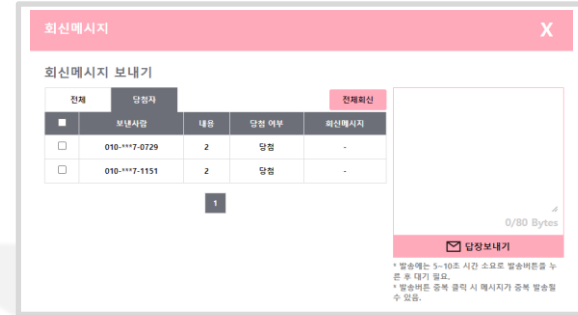 회신메시지 X
회신메시지 보내기
전체 당첨자 전체회신
보낸사람 내용 당첨 여부 회신메시지
010-***7-0729 2 당첨 -
010-***7-1151 2 당첨 -
1
0/80 Bytes
답장보내기
* 발송에는 5~10초 시간 소요로 발송버튼을 누
른 후 대기 필요.
* 발송버튼 중복 클릭 시 메시지가 중복 발송될
수 있음.